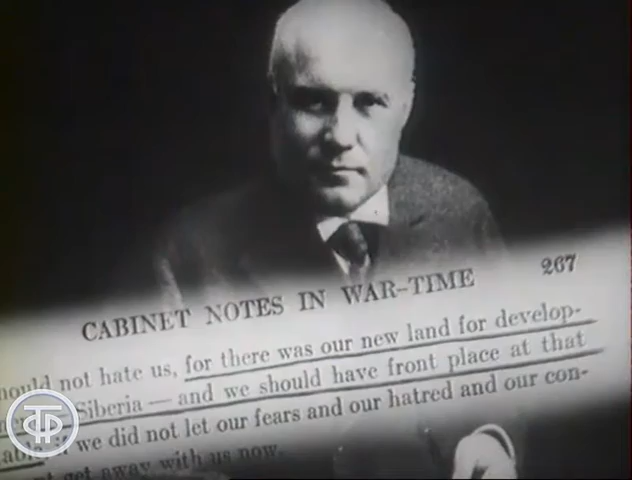 CABINET NOTES IN WAR-TIME 267
should not hate us, for there was our new land for develop-
Siberia — and we should have front place at that
if we did not let our fears and our hatred and our con-
get away with us now.